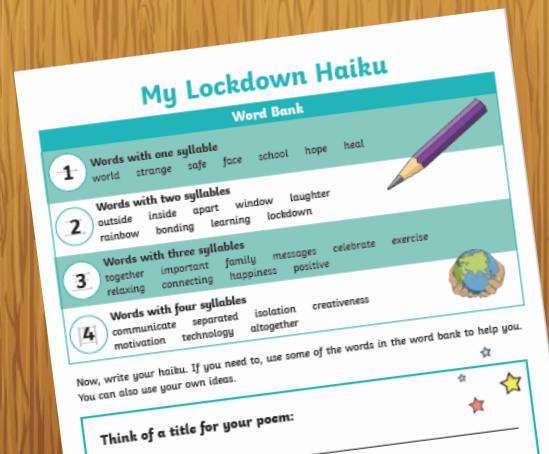 My Lockdown Haiku
Word Bank
1
Words with one syllable
world strange safe face school hope heal
2
Words with two syllables
outside inside apart window laughter
rainbow bonding learning lockdown
3
Words with three syllables
together important family messages celebrate exercise
relaxing connecting happiness positive
4
Words with four syllables
communicate separated isolation creativeness
motivation technology altogether
Now, write your haiku. If you need to, use some of the words in the word bank to help you.
You can also use your own ideas.
Think of a title for your poem: